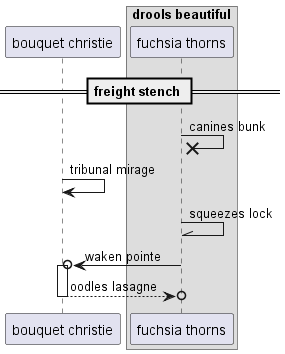 drools beautiful
bouquet christie
fuchsia thorns
freight stench
canines bunk
tribunal mirage
squeezes lock
waken pointe
oodles lasagne
bouquet christie
fuchsia thorns